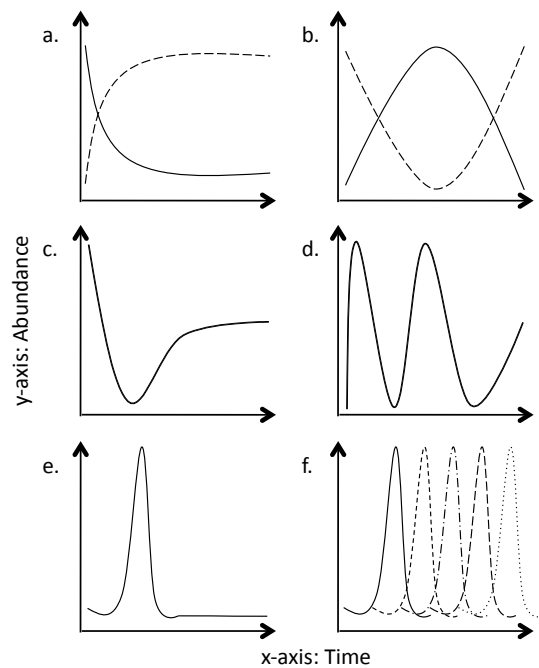 a.
b.
c.
d.
e.
f.
y-axis: Abundance
x-axis: Time